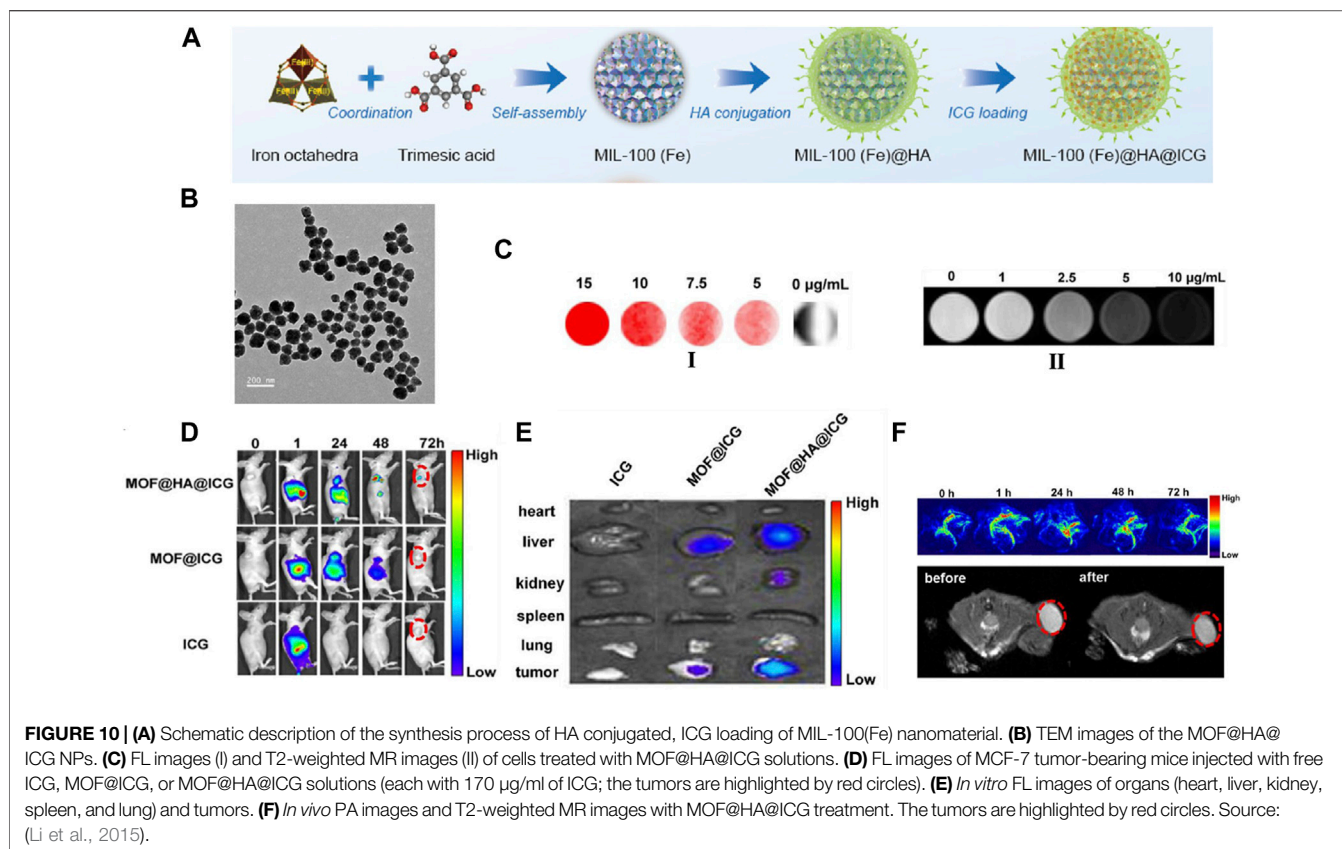 A
Fe(III)
Fe(III) Fe(III)
Coordination
Self-assembly
HA conjugation
ICG loading
Iron octahedra
Trimesic acid
MIL-100 (Fe)
MIL-100 (Fe)@HA
MIL-100 (Fe)@HA@ICG
B
200 nm
C
15 10 7.5 5 0 µg/mL
I
0 1 2.5 5 10 µg/mL
II
D
0 1 24 48 72h
MOF@HA@ICG
MOF@ICG
ICG
High
Low
E
ICG MOF@ICG MOF@HA@ICG
heart
liver
kidney
spleen
lung
tumor
High
Low
F
0 h 1 h 24 h 48 h 72 h
High
Low
before after
FIGURE 10 | (A) Schematic description of the synthesis process of HA conjugated, ICG loading of MIL-100(Fe) nanomaterial. (B) TEM images of the MOF@HA@
ICG NPs. (C) FL images (I) and T2-weighted MR images (II) of cells treated with MOF@HA@ICG solutions. (D) FL images of MCF-7 tumor-bearing mice injected with free
ICG, MOF@ICG, or MOF@HA@ICG solutions (each with 170 µg/ml of ICG; the tumors are highlighted by red circles). (E) In vitro FL images of organs (heart, liver, kidney,
spleen, and lung) and tumors. (F) In vivo PA images and T2-weighted MR images with MOF@HA@ICG treatment. The tumors are highlighted by red circles. Source:
(Li et al., 2015).